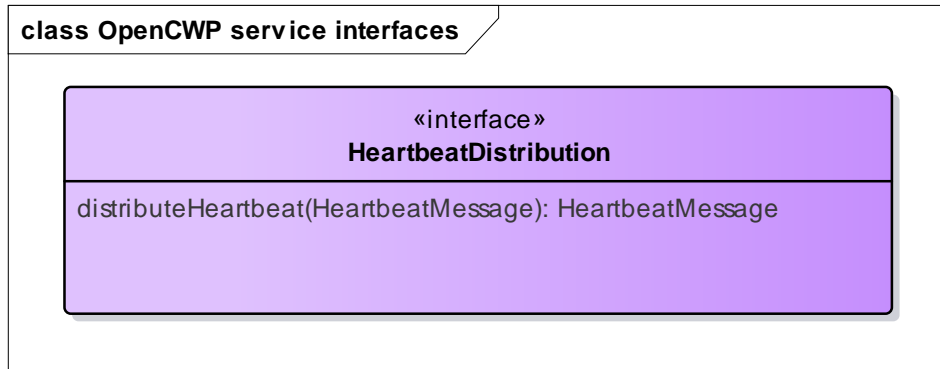 class OpenCWP service interfaces
«interface»
HeartbeatDistribution
distributeHeartbeat(HeartbeatMessage): HeartbeatMessage